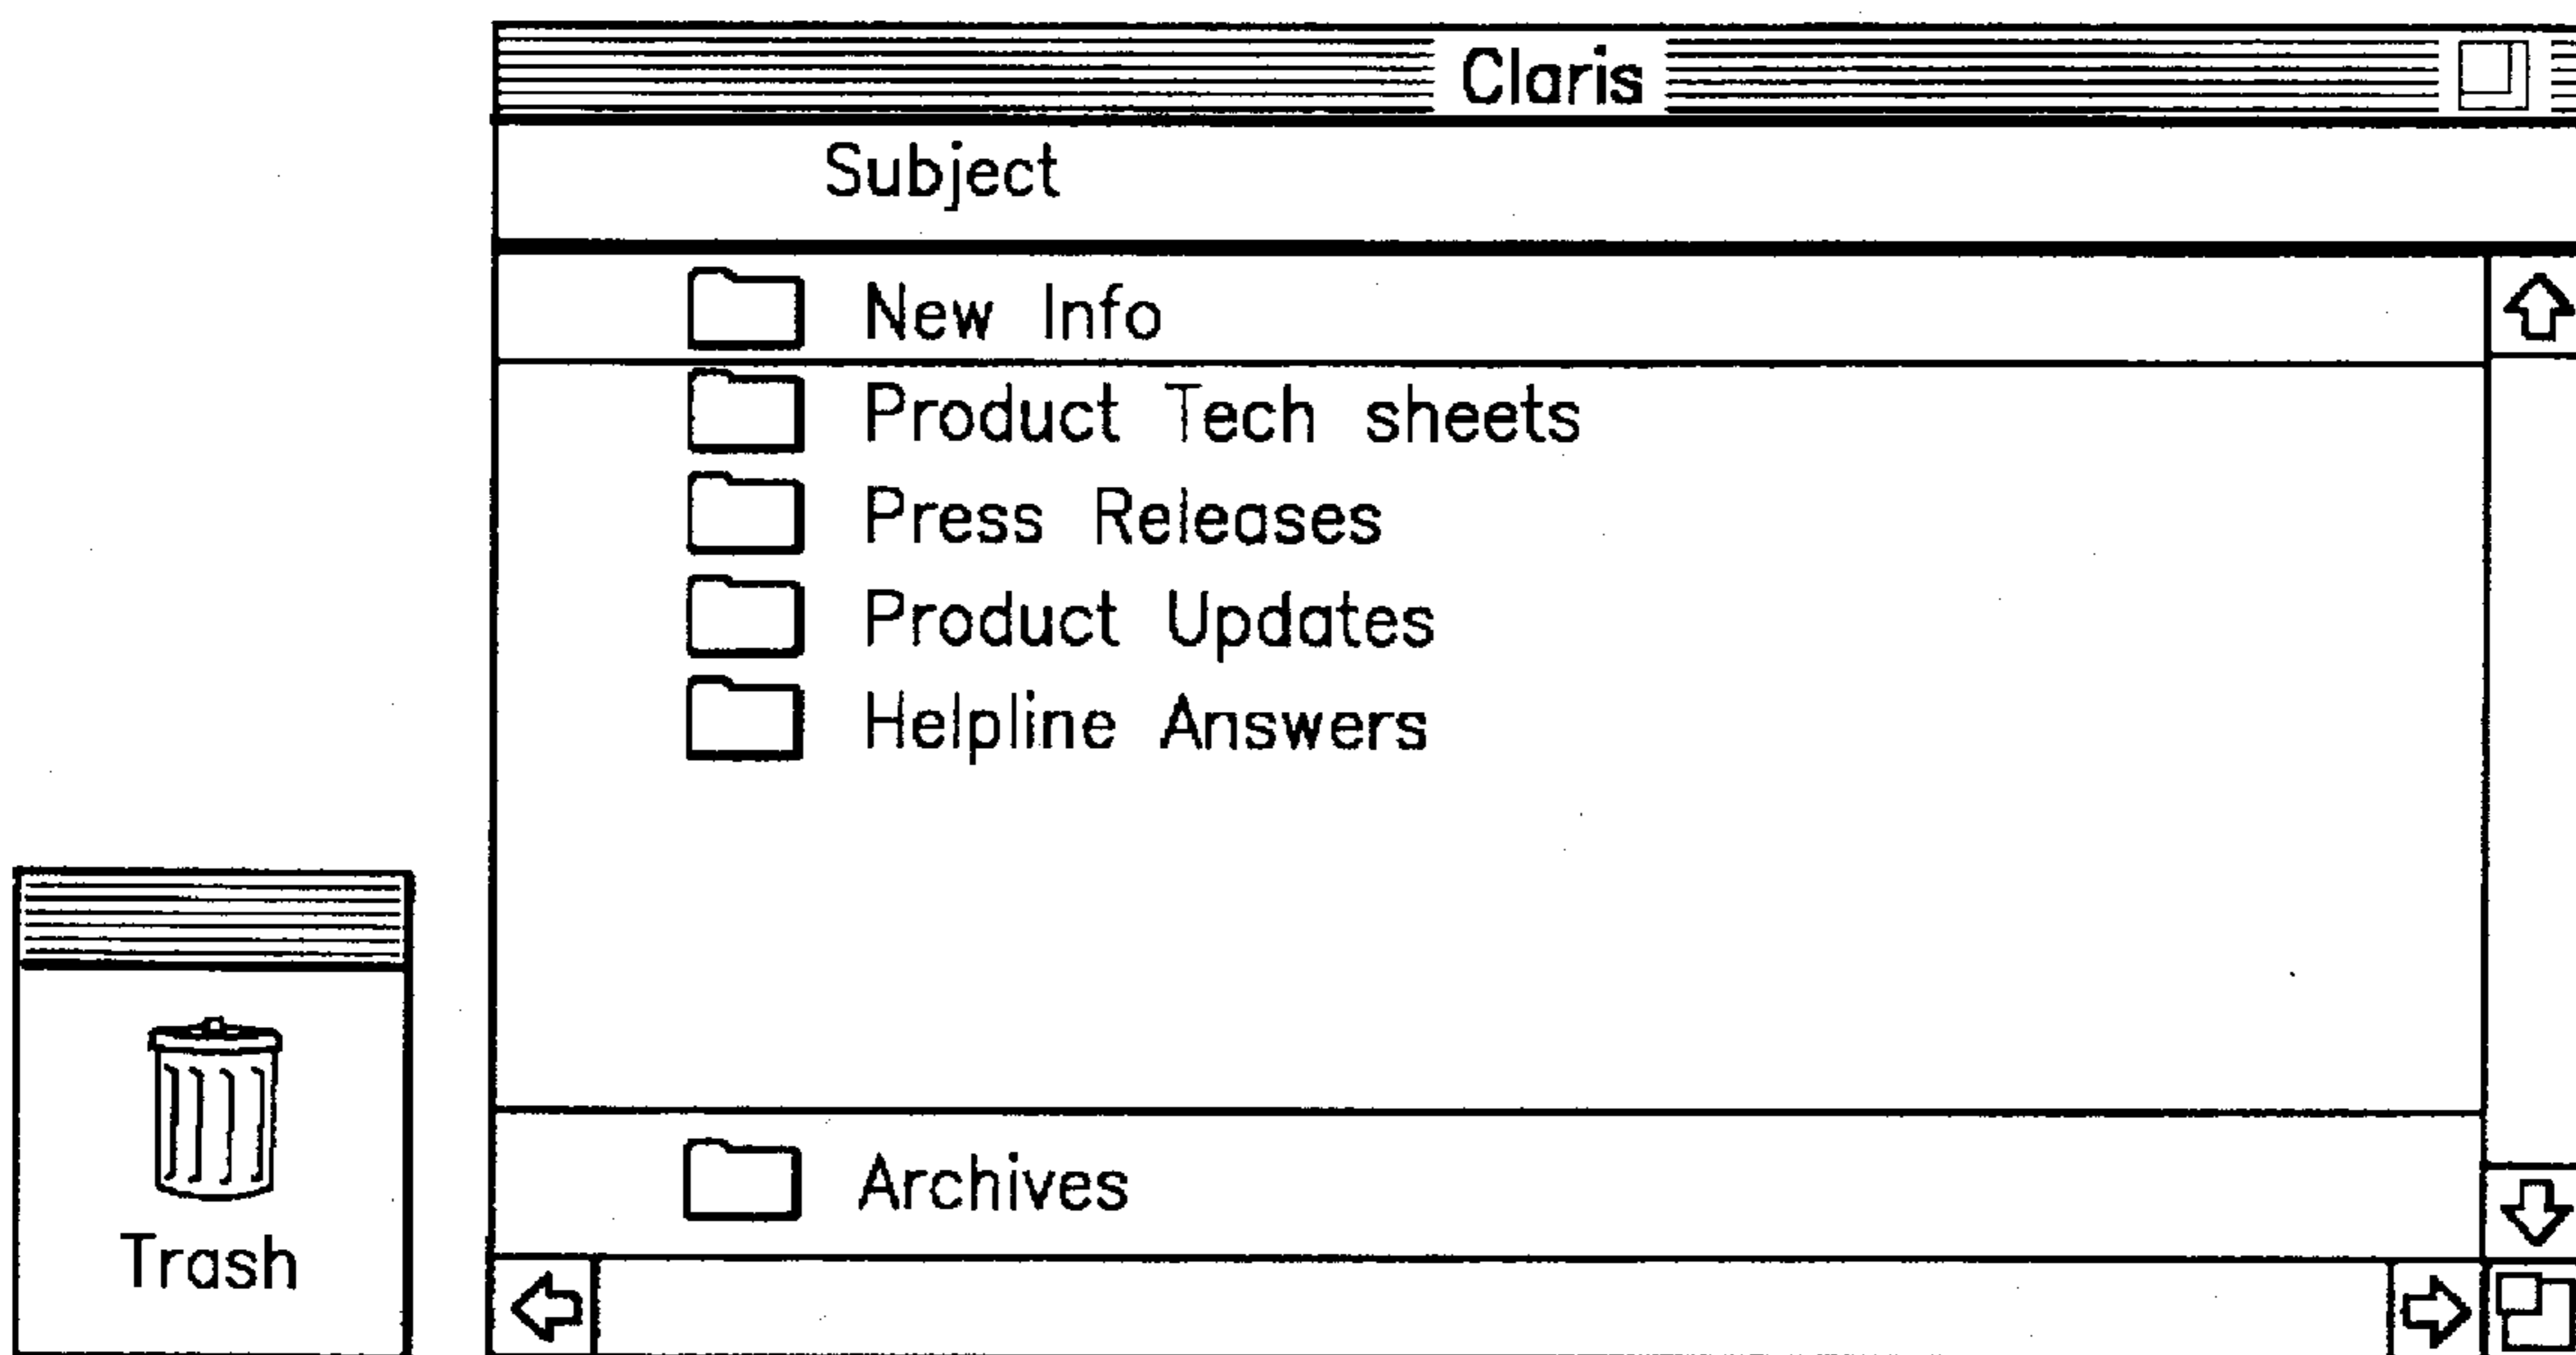 Claris
Subject
New Info
Product Tech sheets
Press Releases
Product Updates
Helpline Answers
Archives
Trash